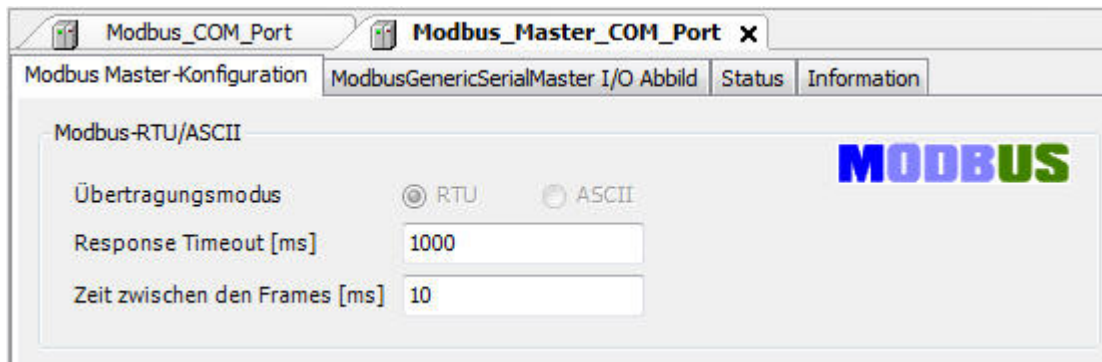 Modbus_COM_Port Modbus_Master_COM_Port x
Modbus Master-Konfiguration ModbusGenericSerialMaster I/O Abbild Status Information
Modbus-RTU/ASCII
MODBUS
Übertragungsmodus RTU ASCII
Response Timeout [ms] 1000
Zeit zwischen den Frames [ms] 10